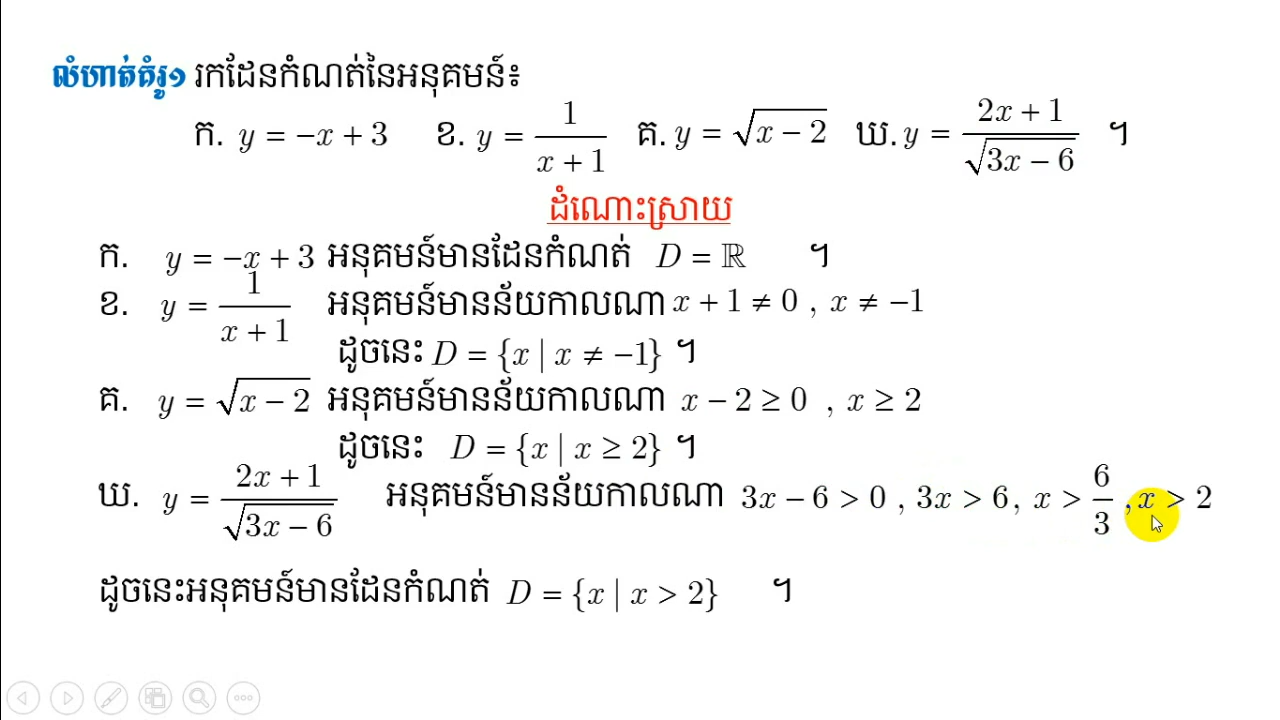 លំហាត់គំរូ១ រកដែនកំណត់នៃអនុគមន៍៖
ក. y = −x + 3 ខ. y = 1/(x + 1) គ. y = √(x − 2) ឃ. y = (2x + 1)/√(3x − 6) ។
ដំណោះស្រាយ
ក. y = −x + 3 អនុគមន៍មានដែនកំណត់ D = ℝ ។
ខ. y = 1/(x + 1) អនុគមន៍មានន័យកាលណា x + 1 ≠ 0 , x ≠ −1
ដូចនេះ D = {x | x ≠ −1} ។
គ. y = √(x − 2) អនុគមន៍មានន័យកាលណា x − 2 ≥ 0 , x ≥ 2
ដូចនេះ D = {x | x ≥ 2} ។
ឃ. y = (2x + 1)/√(3x − 6) អនុគមន៍មានន័យកាលណា 3x − 6 > 0 , 3x > 6, x > 6/3 , x > 2
ដូចនេះអនុគមន៍មានដែនកំណត់ D = {x | x > 2} ។